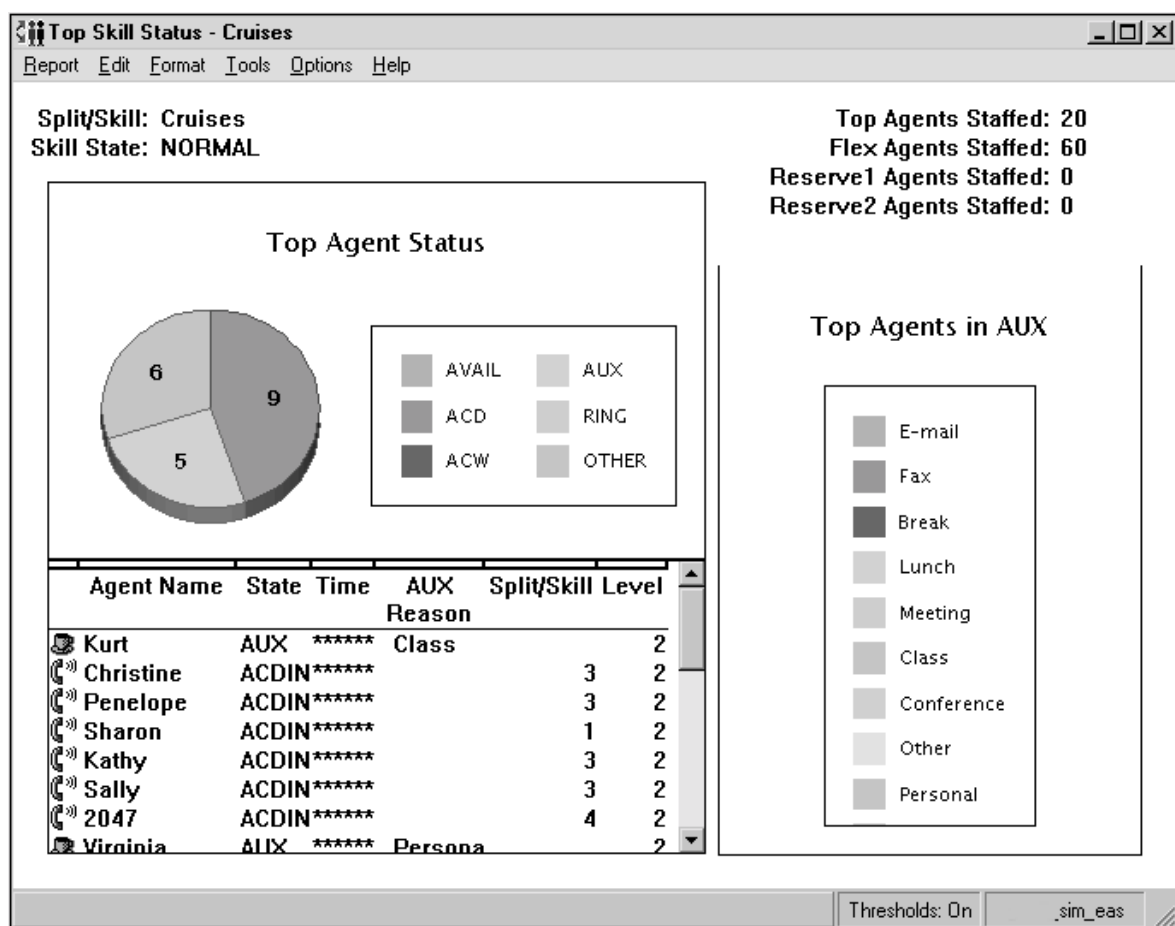 Top Skill Status - Cruises
Report Edit Format Tools Options Help
Split/Skill: Cruises
Skill State: NORMAL
Top Agents Staffed: 20
Flex Agents Staffed: 60
Reserve1 Agents Staffed: 0
Reserve2 Agents Staffed: 0
Top Agent Status
6
9
5
AVAIL AUX
ACD RING
ACW OTHER
Top Agents in AUX
E-mail
Fax
Break
Lunch
Meeting
Class
Conference
Other
Personal
Agent Name State Time AUX Reason Split/Skill Level
Kurt AUX ****** Class 2
Christine ACDIN ****** 3 2
Penelope ACDIN ****** 3 2
Sharon ACDIN ****** 1 2
Kathy ACDIN ****** 3 2
Sally ACDIN ****** 3 2
2047 ACDIN ****** 4 2
Virginia AUX ****** Persona 2
Thresholds: On
_sim_eas